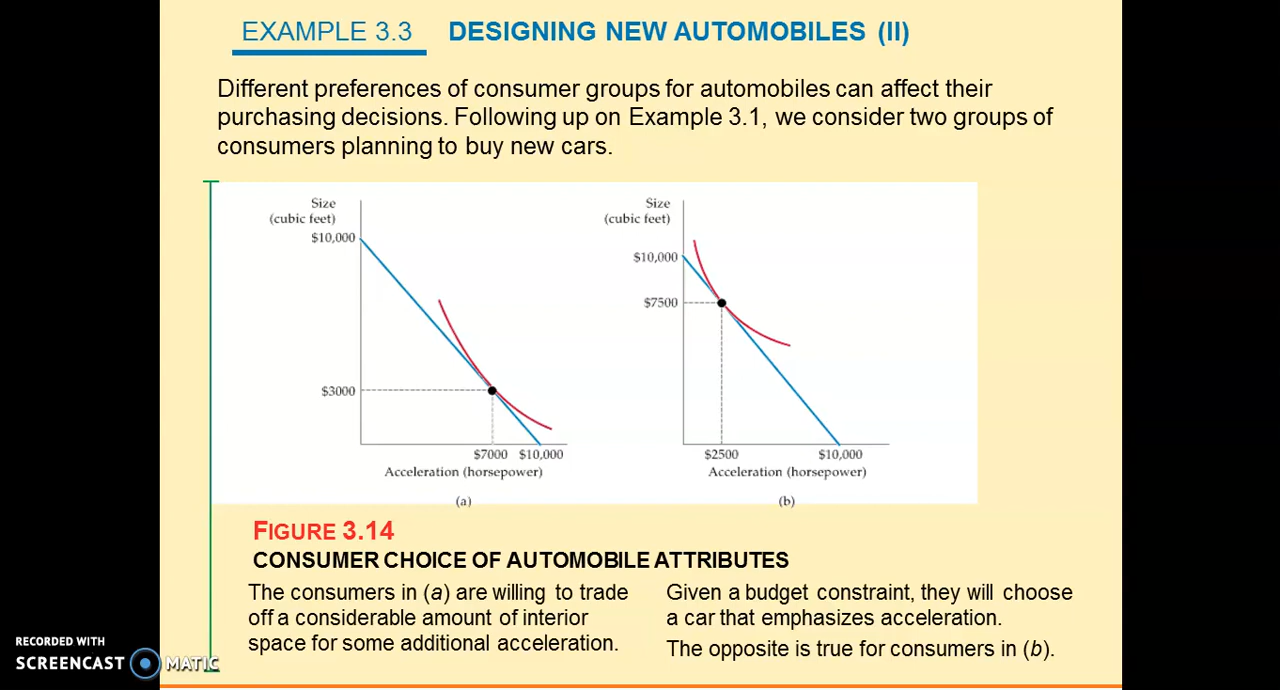 EXAMPLE 3.3 DESIGNING NEW AUTOMOBILES (II)
Different preferences of consumer groups for automobiles can affect their
purchasing decisions. Following up on Example 3.1, we consider two groups of
consumers planning to buy new cars.
Size
(cubic feet)
$10,000
$3000
$7000 $10,000
Acceleration (horsepower)
(a)
Size
(cubic feet)
$10,000
$7500
$2500 $10,000
Acceleration (horsepower)
(b)
FIGURE 3.14
CONSUMER CHOICE OF AUTOMOBILE ATTRIBUTES
The consumers in (a) are willing to trade
off a considerable amount of interior
space for some additional acceleration.
Given a budget constraint, they will choose
a car that emphasizes acceleration.
The opposite is true for consumers in (b).
RECORDED WITH
SCREENCAST MATIC